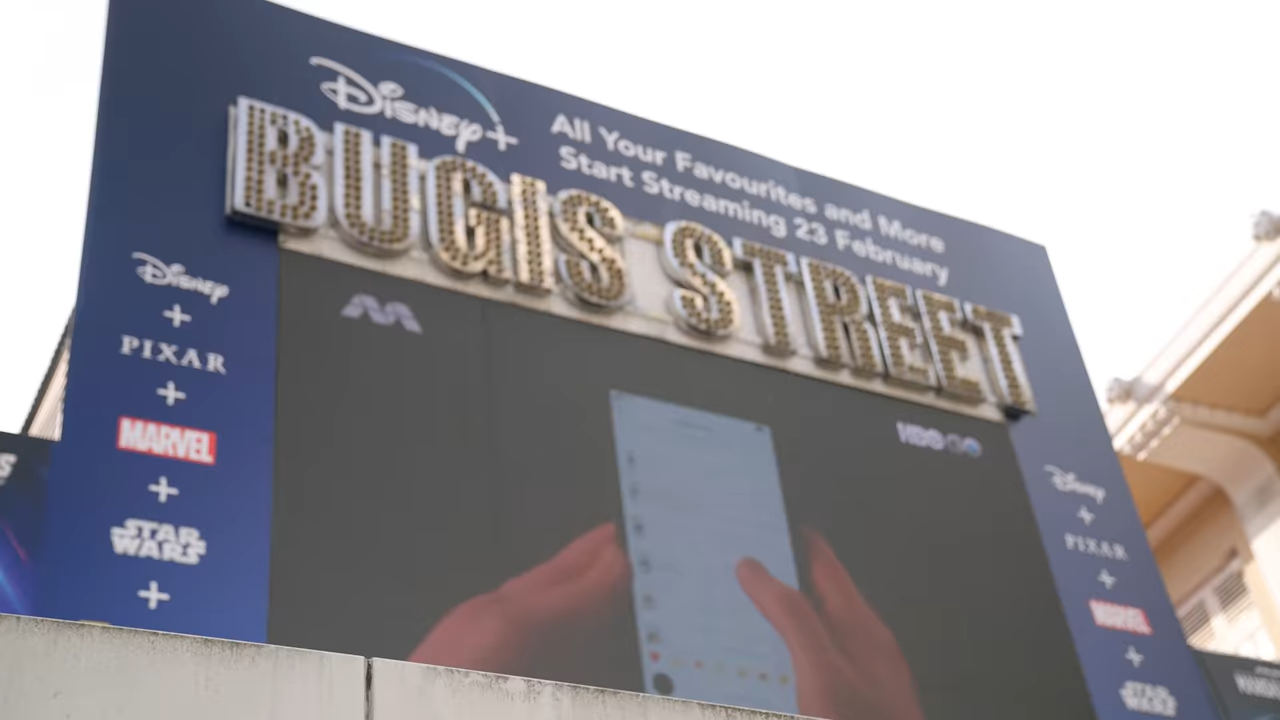 Disney+
All Your Favourites and More
Start Streaming 23 February
BUGIS STREET
Disney
+
PIXAR
+
MARVEL
+
STAR
WARS
+
HBO GO
Disney
+
PIXAR
+
MARVEL
+
STAR
WARS